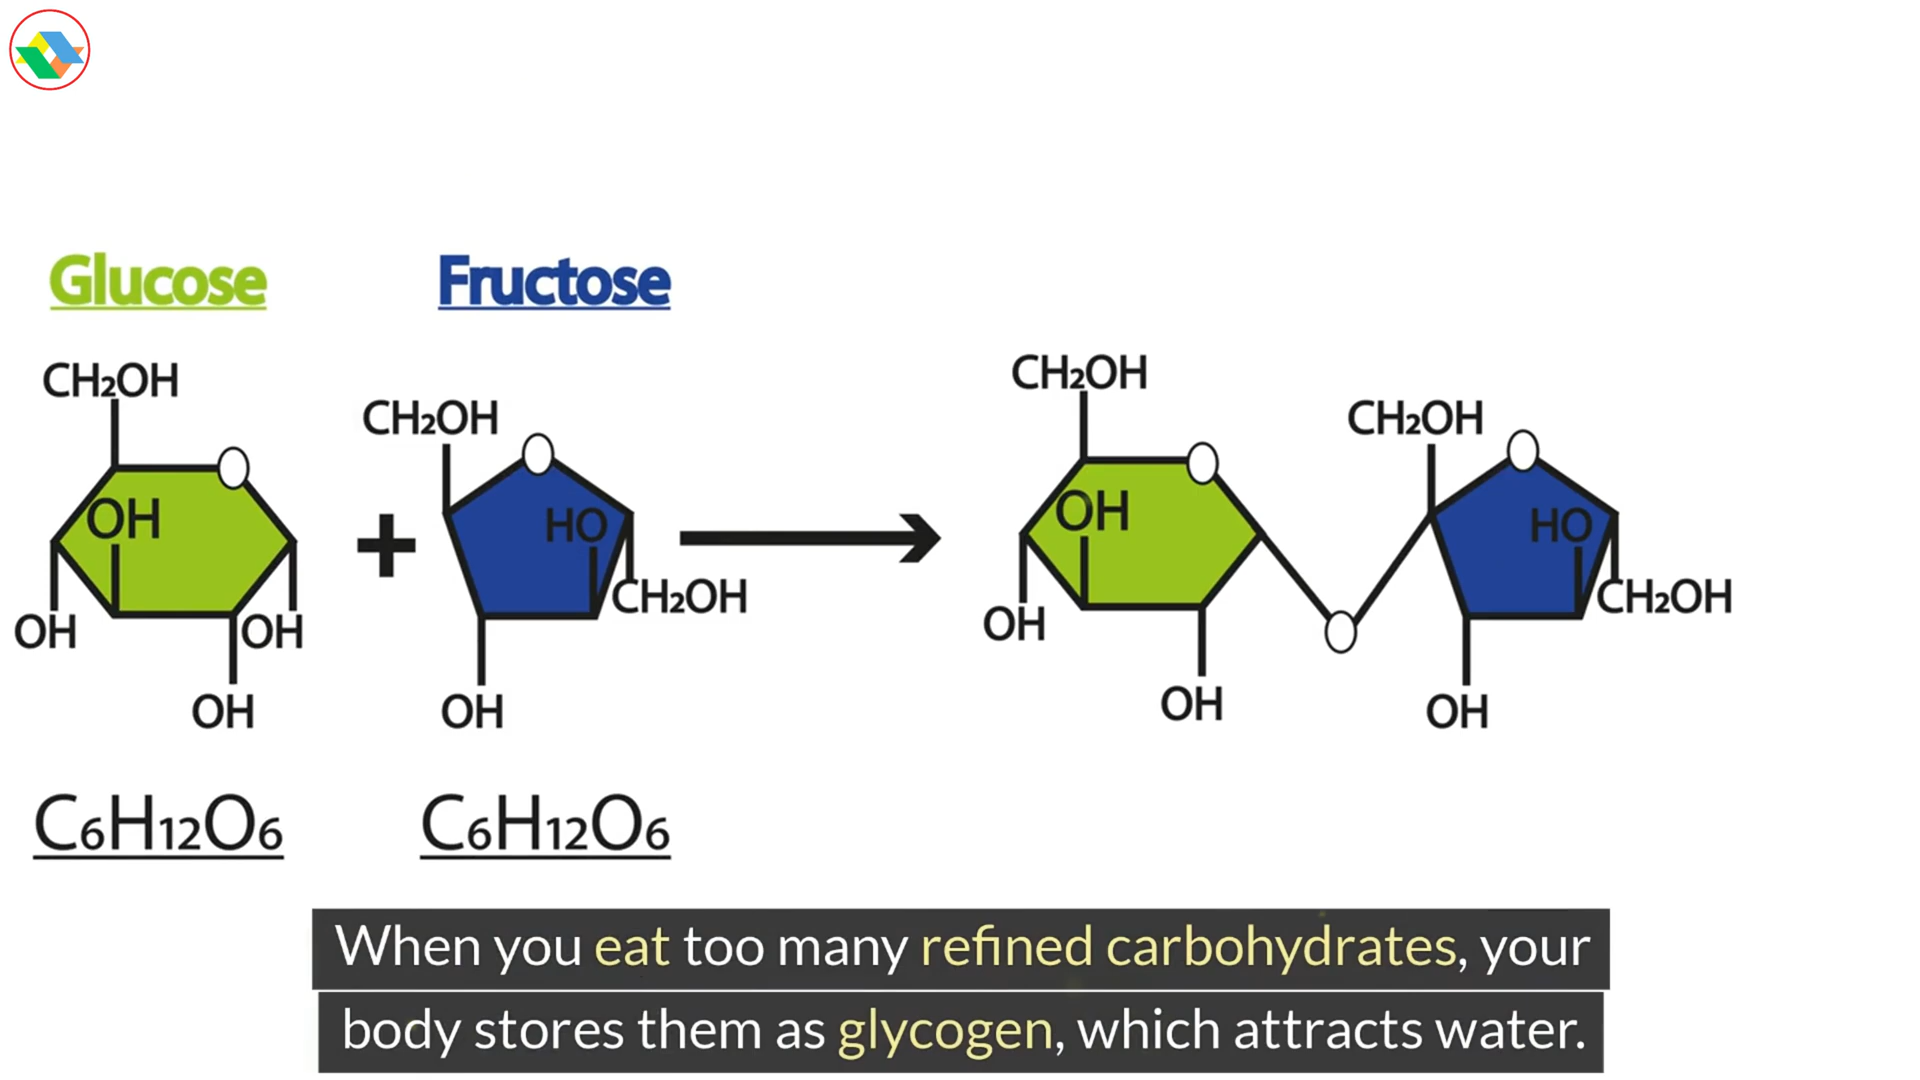 Glucose
Fructose
CH₂OH
OH
OH
OH
OH
+
CH₂OH
HO
CH₂OH
OH
CH₂OH
OH
OH
OH
CH₂OH
HO
CH₂OH
OH
C₆H₁₂O₆
C₆H₁₂O₆
When you eat too many refined carbohydrates, your
body stores them as glycogen, which attracts water.